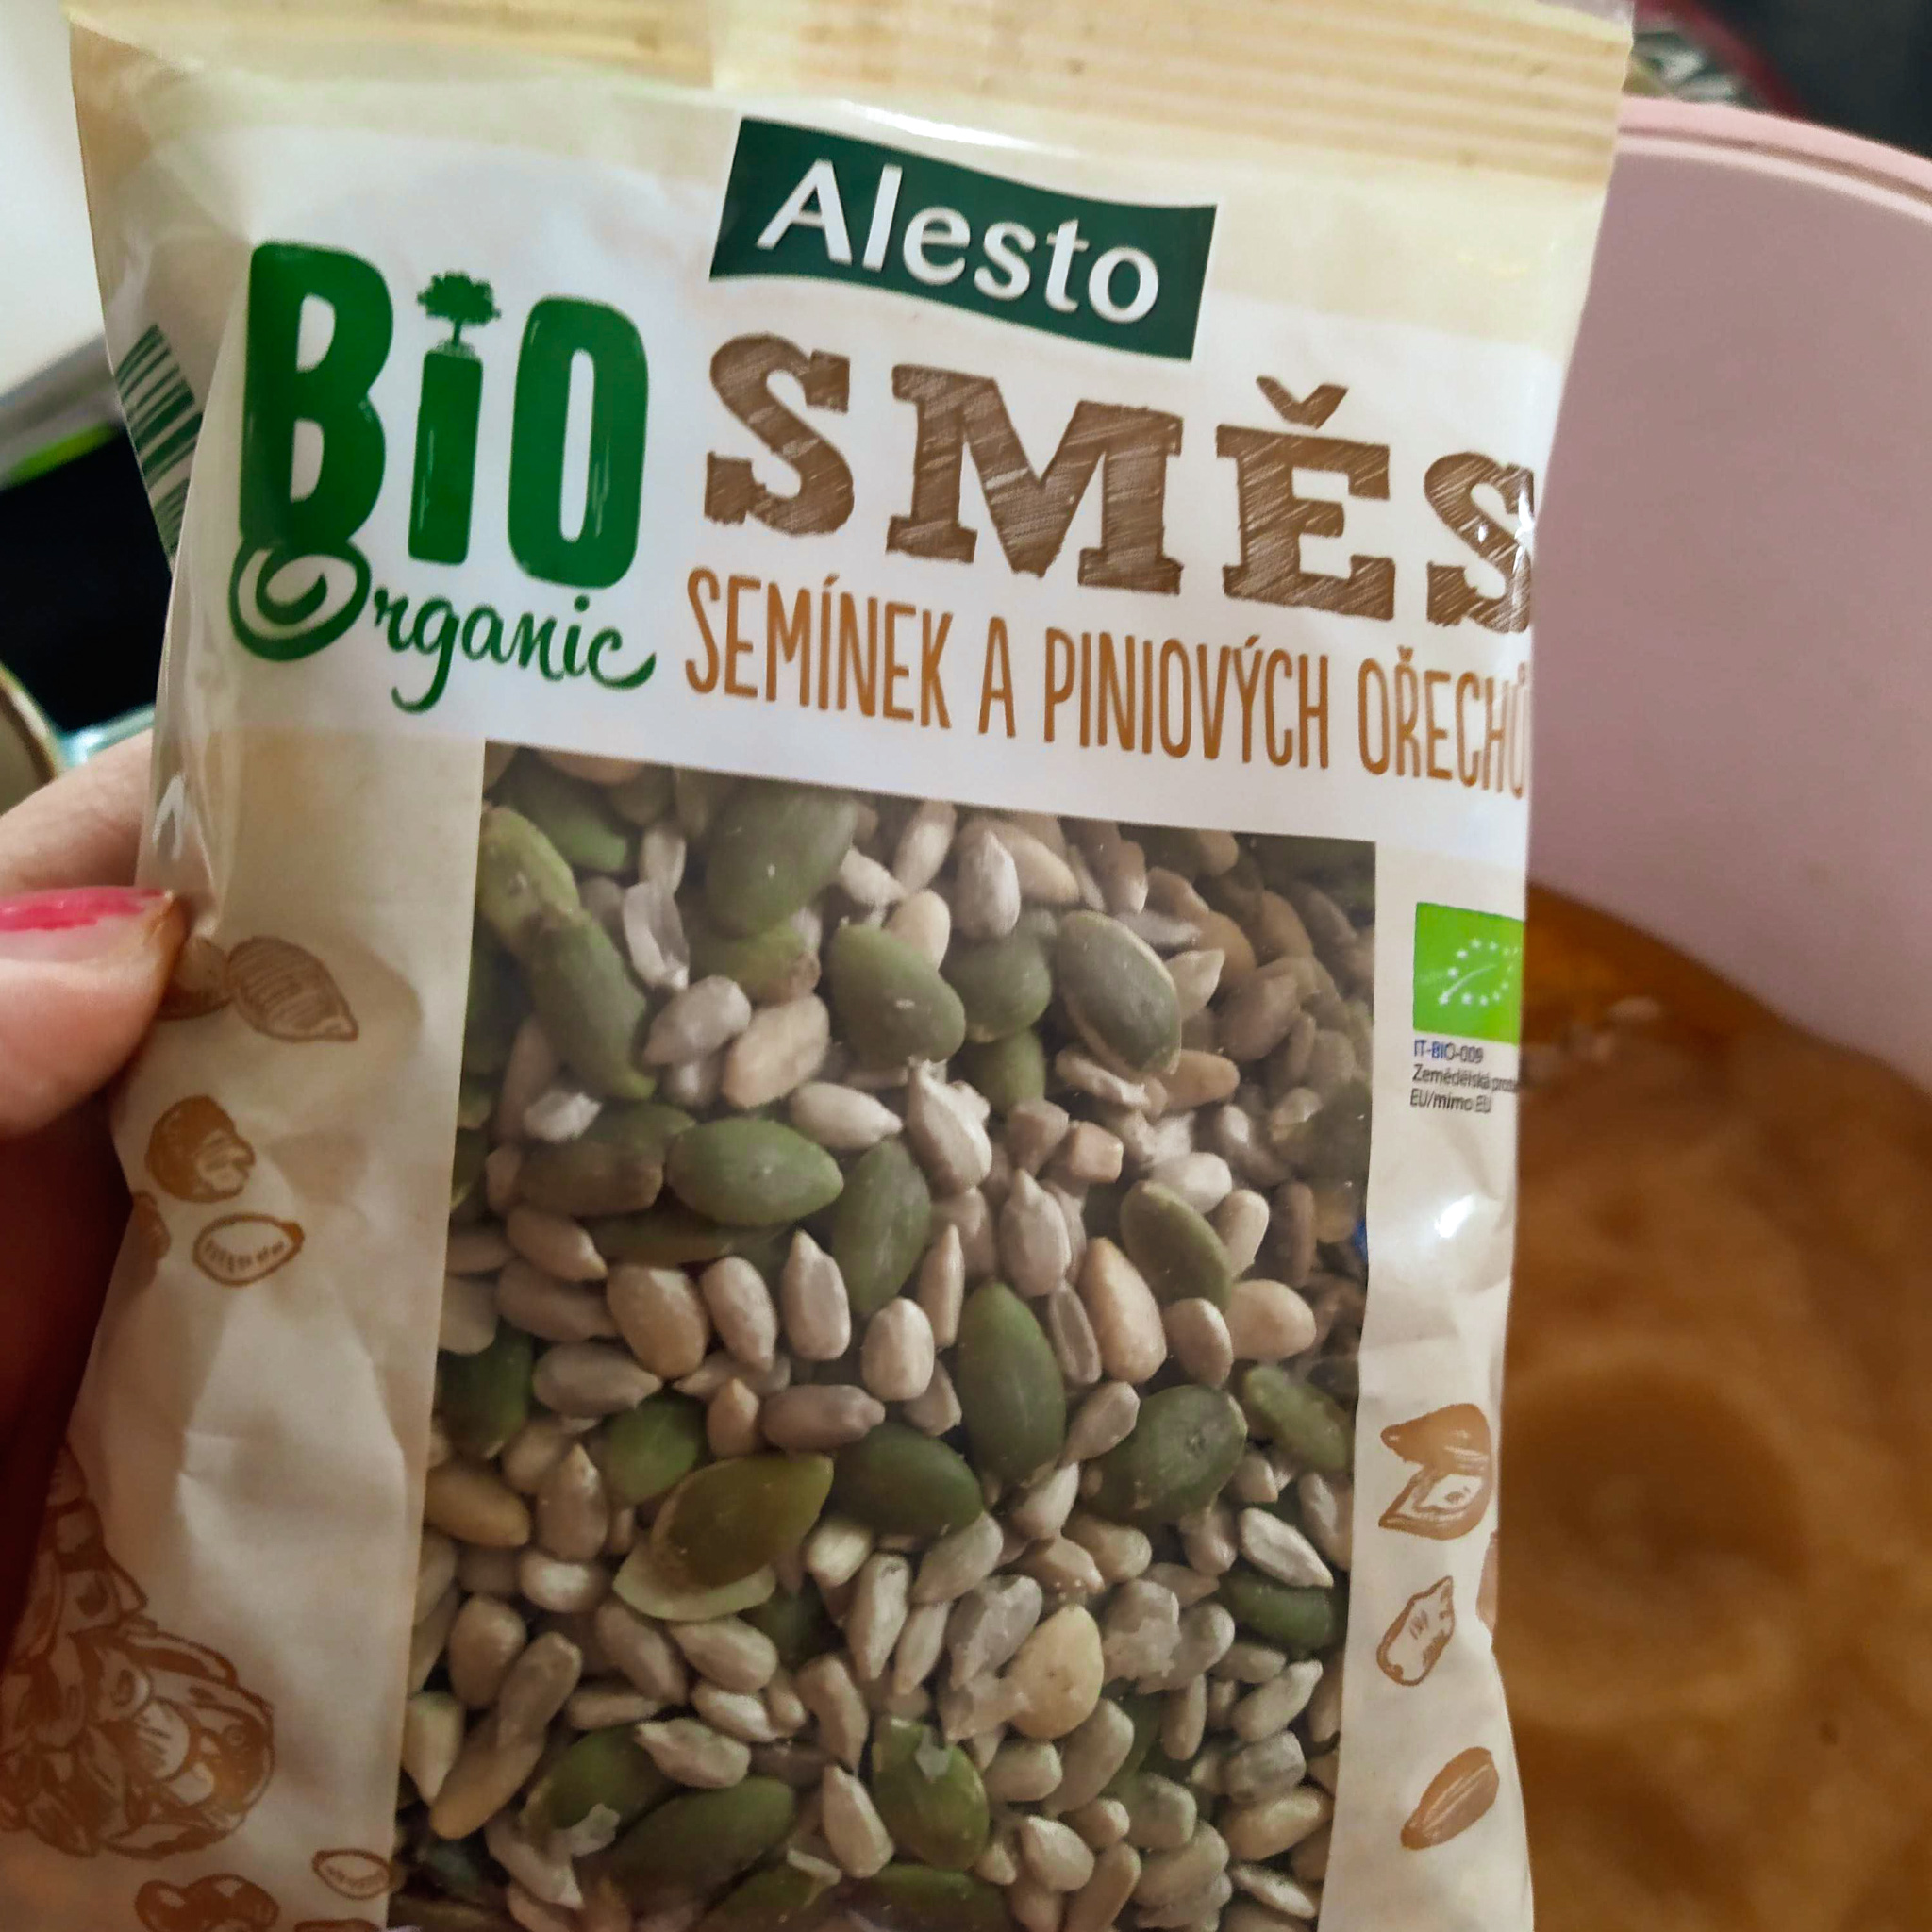 Alesto
BiO
Organic
SMĚS
SEMÍNEK A PINIOVÝCH OŘECHŮ
IT-BIO-009
Zemědělská
EU/mimo EU